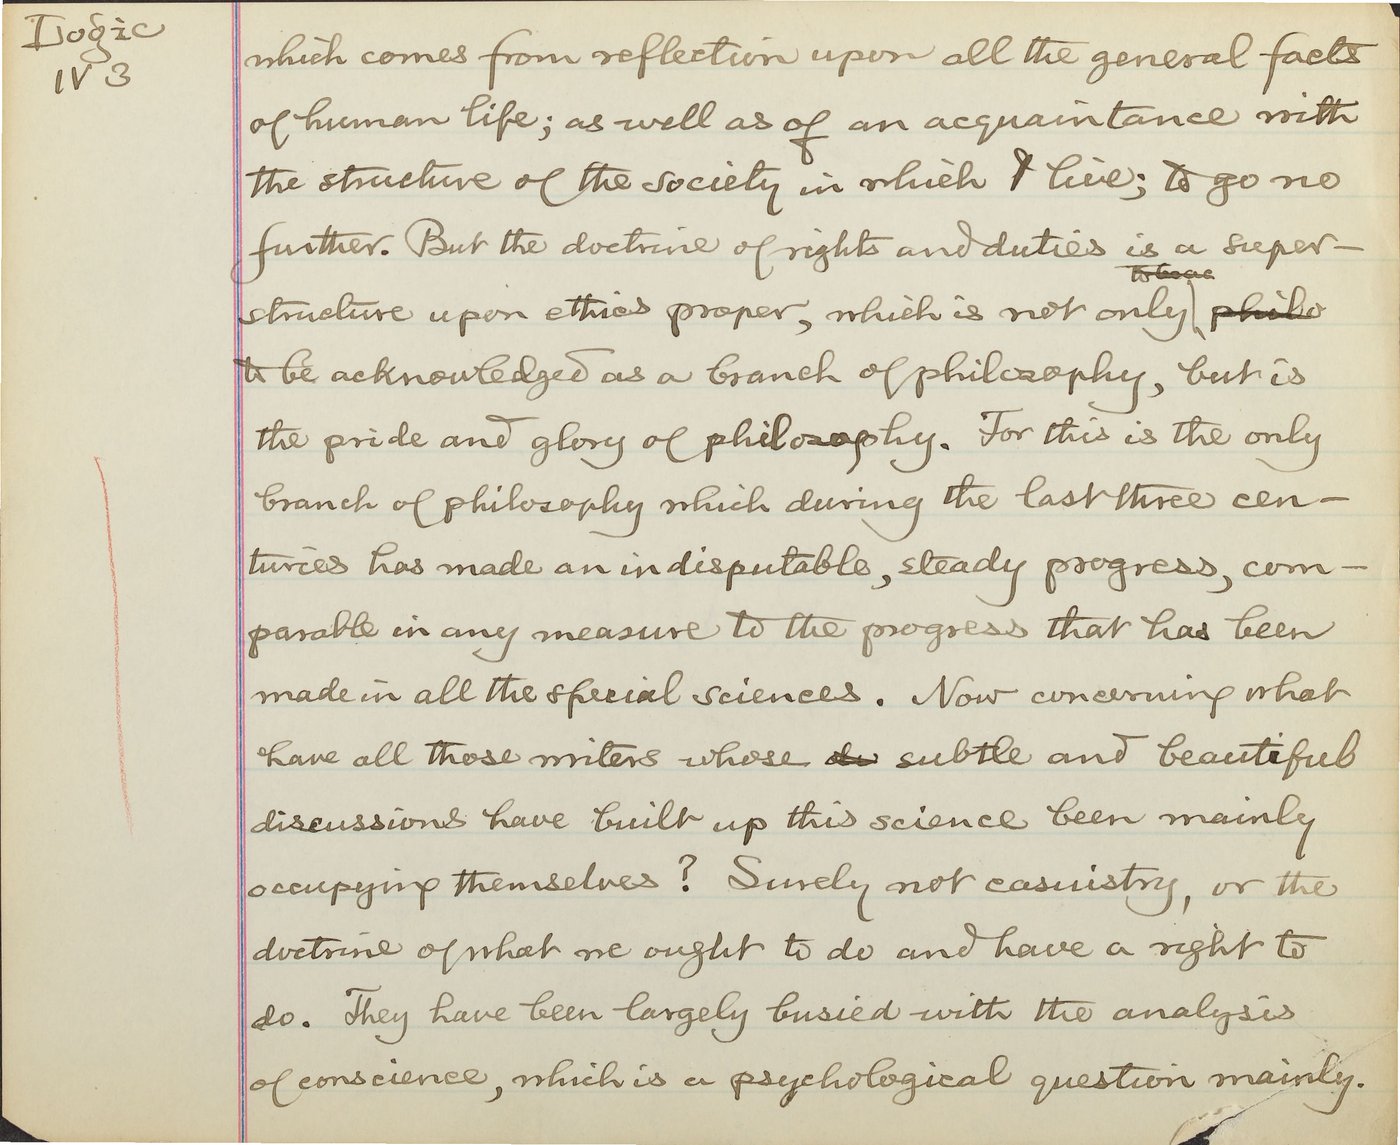 Logic
IV 3
which comes from reflection upon all the general facts
of human life; as well as of an acquaintance with
the structure of the society in which I live; to go no
further. But the doctrine of rights and duties is a super-
structure upon ethics proper, which is not only philo
to be acknowledged as a branch of philosophy, but is
the pride and glory of philosophy. For this is the only
branch of philosophy which during the last three cen-
turies has made an indisputable, steady progress, com-
parable in any measure to the progress that has been
made in all the special sciences. Now concerning what
have all those writers whose subtle and beautiful
discussions have built up this science been mainly
occupying themselves? Surely not casuistry, or the
doctrine of what we ought to do and have a right to
do. They have been largely busied with the analysis
of conscience, which is a psychological question mainly.